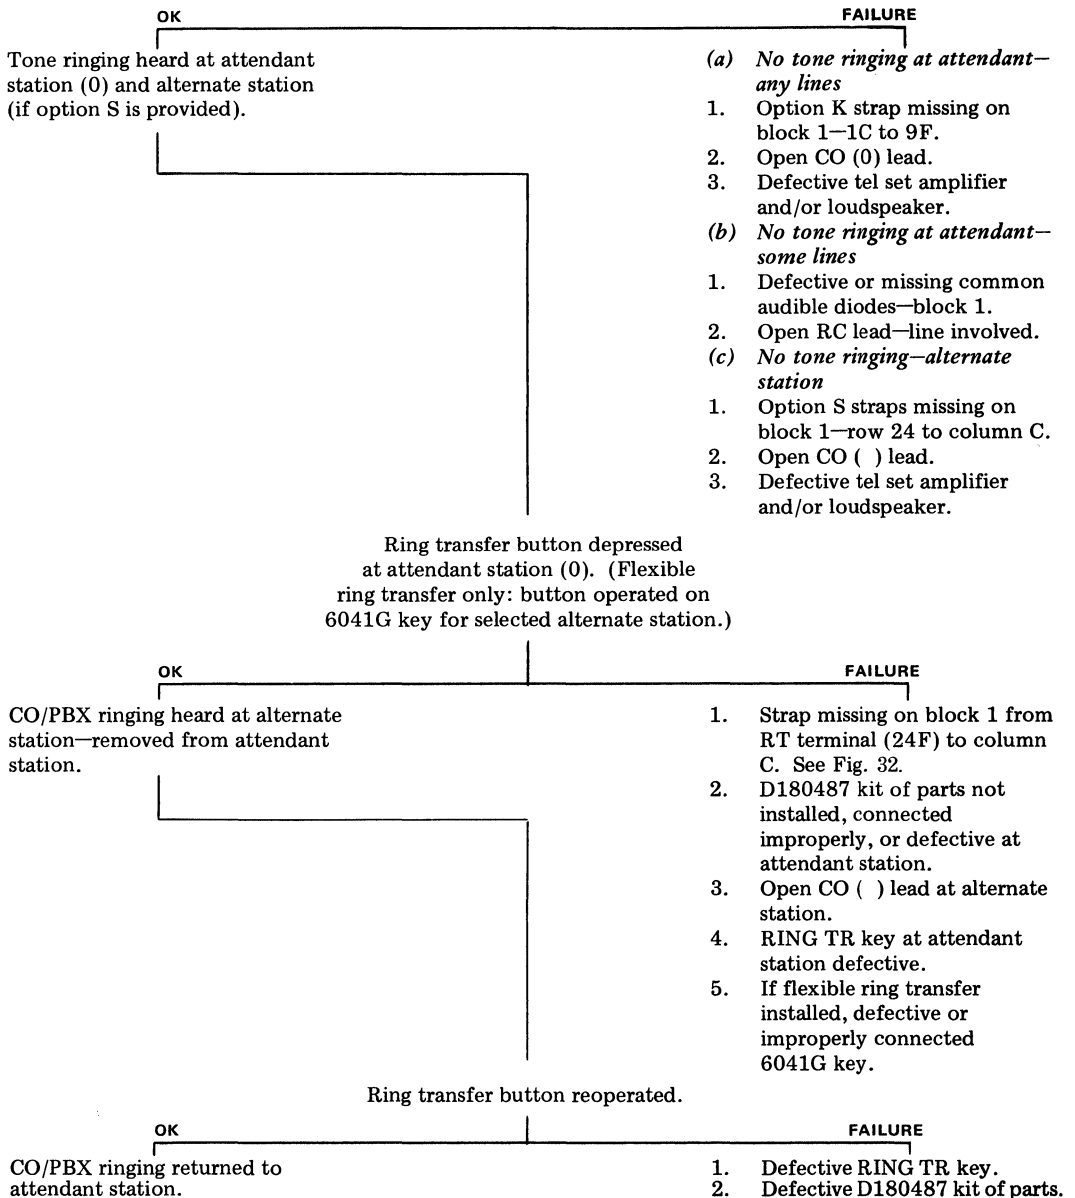 OK
FAILURE
Tone ringing heard at attendant
station (0) and alternate station
(if option S is provided).
(a) No tone ringing at attendant—
any lines
1. Option K strap missing on
block 1—1C to 9F.
2. Open CO (0) lead.
3. Defective tel set amplifier
and/or loudspeaker.
(b) No tone ringing at attendant—
some lines
1. Defective or missing common
audible diodes—block 1.
2. Open RC lead—line involved.
(c) No tone ringing—alternate
station
1. Option S straps missing on
block 1—row 24 to column C.
2. Open CO ( ) lead.
3. Defective tel set amplifier
and/or loudspeaker.
Ring transfer button depressed
at attendant station (0). (Flexible
ring transfer only: button operated on
6041G key for selected alternate station.)
OK
FAILURE
CO/PBX ringing heard at alternate
station—removed from attendant
station.
1. Strap missing on block 1 from
RT terminal (24F) to column
C. See Fig. 32.
2. D180487 kit of parts not
installed, connected
improperly, or defective at
attendant station.
3. Open CO ( ) lead at alternate
station.
4. RING TR key at attendant
station defective.
5. If flexible ring transfer
installed, defective or
improperly connected
6041G key.
Ring transfer button reoperated.
OK
FAILURE
CO/PBX ringing returned to
attendant station.
1. Defective RING TR key.
2. Defective D180487 kit of parts.